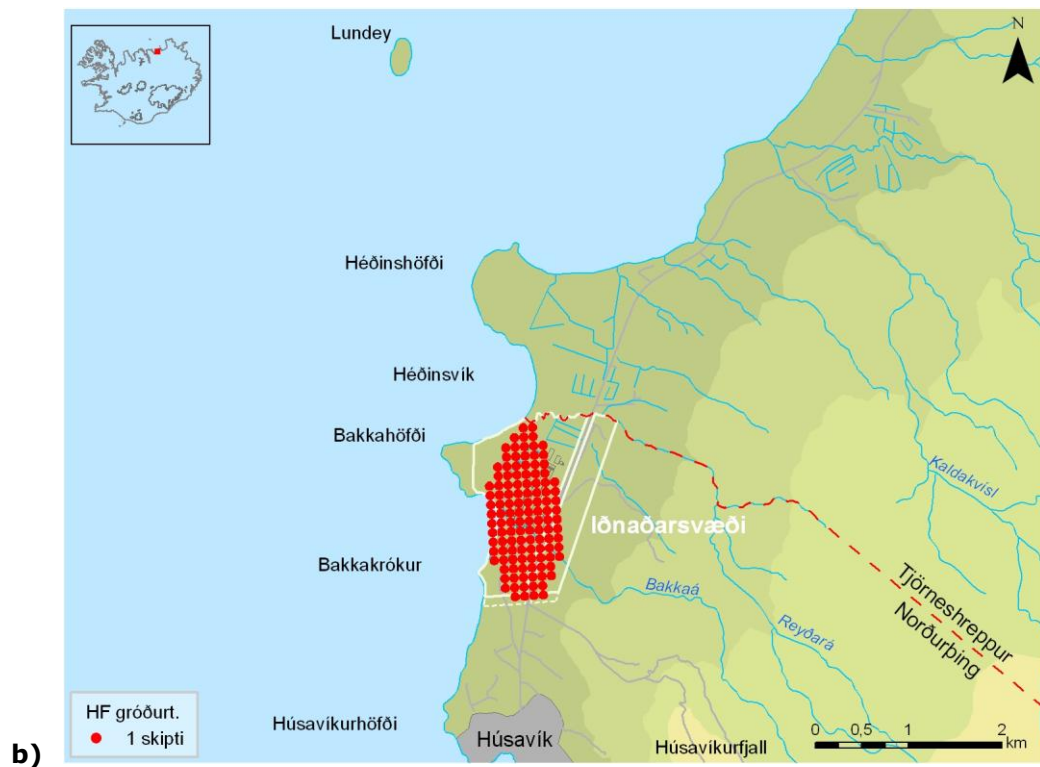 Lundey
N
Héðinshöfði
Héðinsvík
Bakkahöfði
Kaldakvísl
Iðnaðarsvæði
Bakkakrókur
Bakkaá
Tjörneshreppur
Reyðará
Norðurþing
HF gróðurt.
1 skipti
Húsavíkurhöfði
Húsavík
Húsavíkurfjall
0 0,5 1 2
km
b)